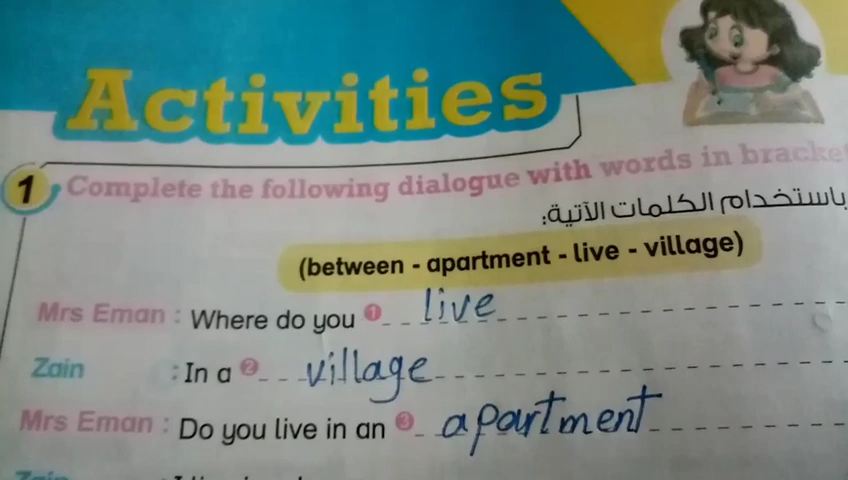 Activities
1 Complete the following dialogue with words in
باستخدام الكلمات الآتية:
(between - apartment - live - village)
Mrs Eman : Where do you 1 live
Zain : In a 2 village
Mrs Eman : Do you live in an 3 apartment
Zain